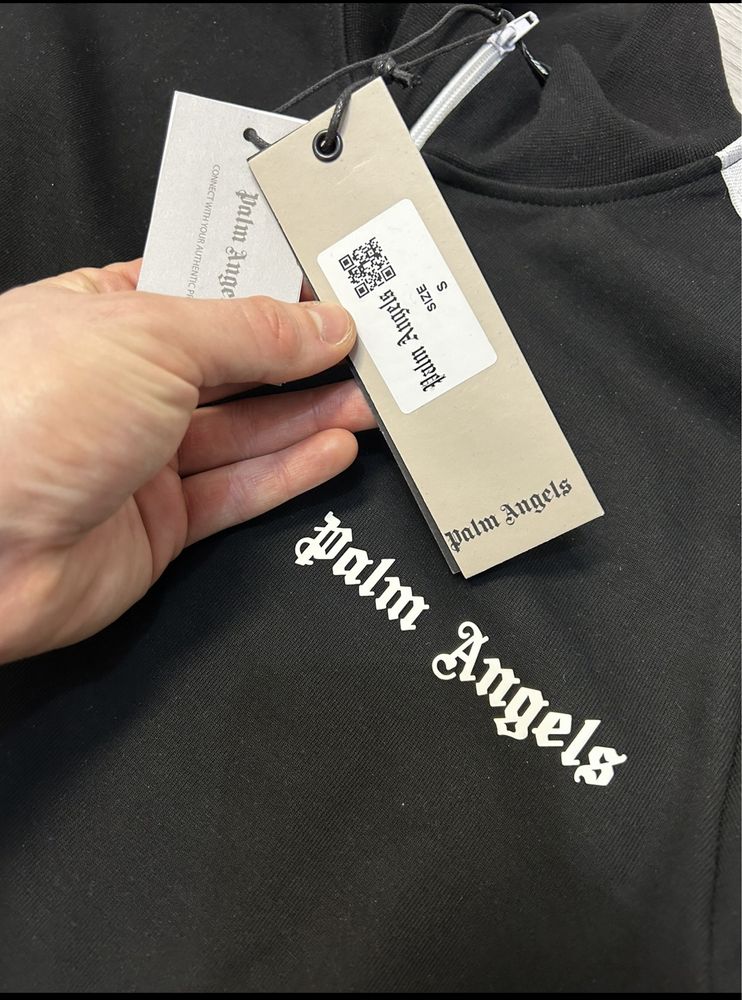 Palm Angels
CONNECT WITH YOUR AUTHENTIC
Palm Angels
SIZE
S
Palm Angels
Palm Angels